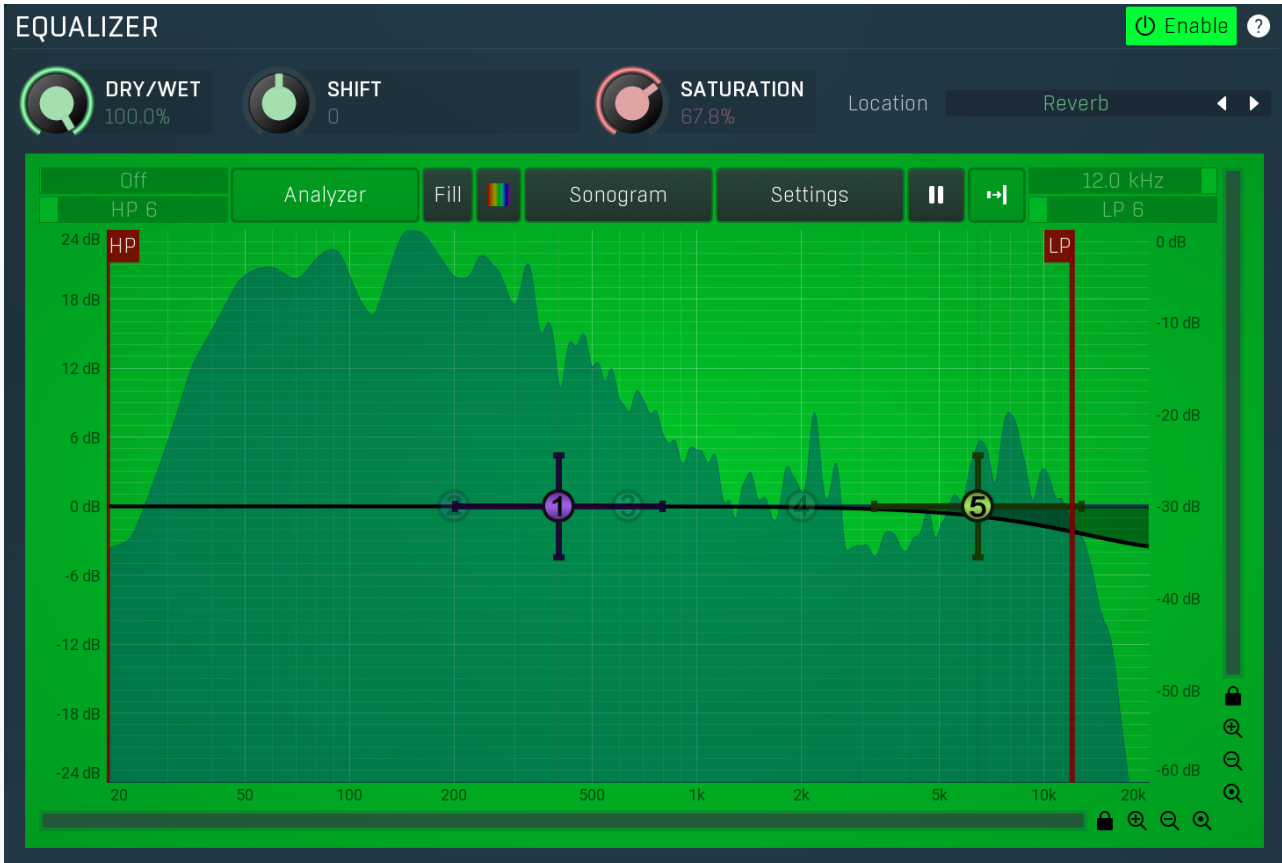 EQUALIZER
Enable ?
DRY/WET
100.0%
SHIFT
0
SATURATION
67.8%
Location
Reverb
Off
HP 6
Analyzer
Fill
Sonogram
Settings
12.0 kHz
LP 6
HP
LP
24 dB
18 dB
12 dB
6 dB
0 dB
-6 dB
-12 dB
-18 dB
-24 dB
2 1 3 4 5
0 dB
-10 dB
-20 dB
-30 dB
-40 dB
-50 dB
-60 dB
20 50 100 200 500 1k 2k 5k 10k 20k